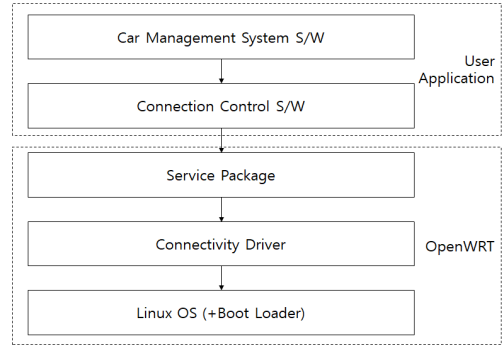 Car Management System S/W
User
Application
Connection Control S/W
Service Package
Connectivity Driver
OpenWRT
Linux OS (+Boot Loader)